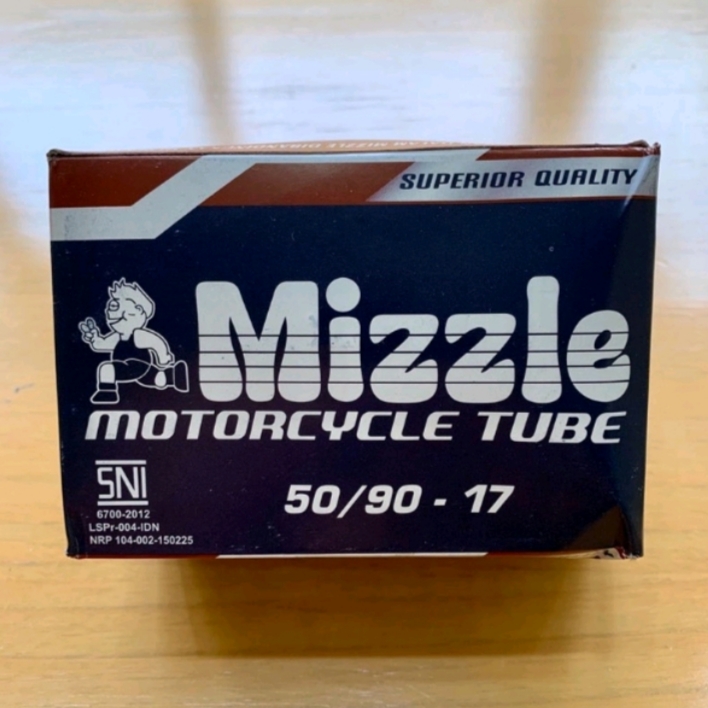 SUPERIOR QUALITY
Mizzle
MOTORCYCLE TUBE
50/90 - 17
SNI
6700-2012
LSPr-004-IDN
NRP 104-002-150225